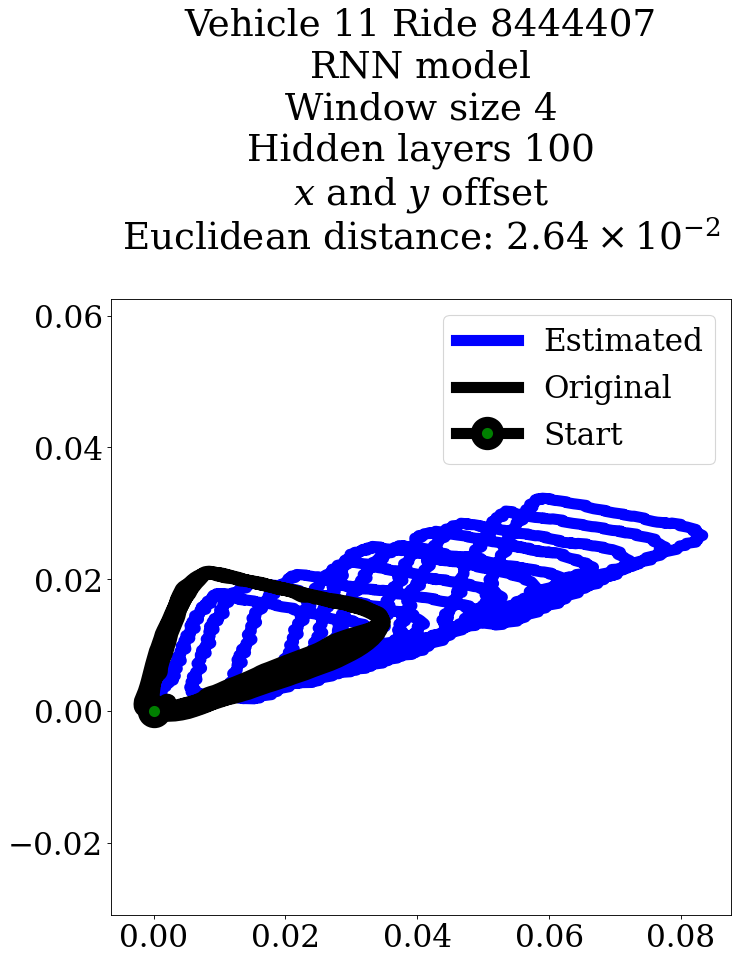 Vehicle 11 Ride 8444407
RNN model
Window size 4
Hidden layers 100
x and y offset
Euclidean distance: 2.64 × 10⁻²
Estimated
Original
Start
0.06
0.04
0.02
0.00
−0.02
0.00 0.02 0.04 0.06 0.08